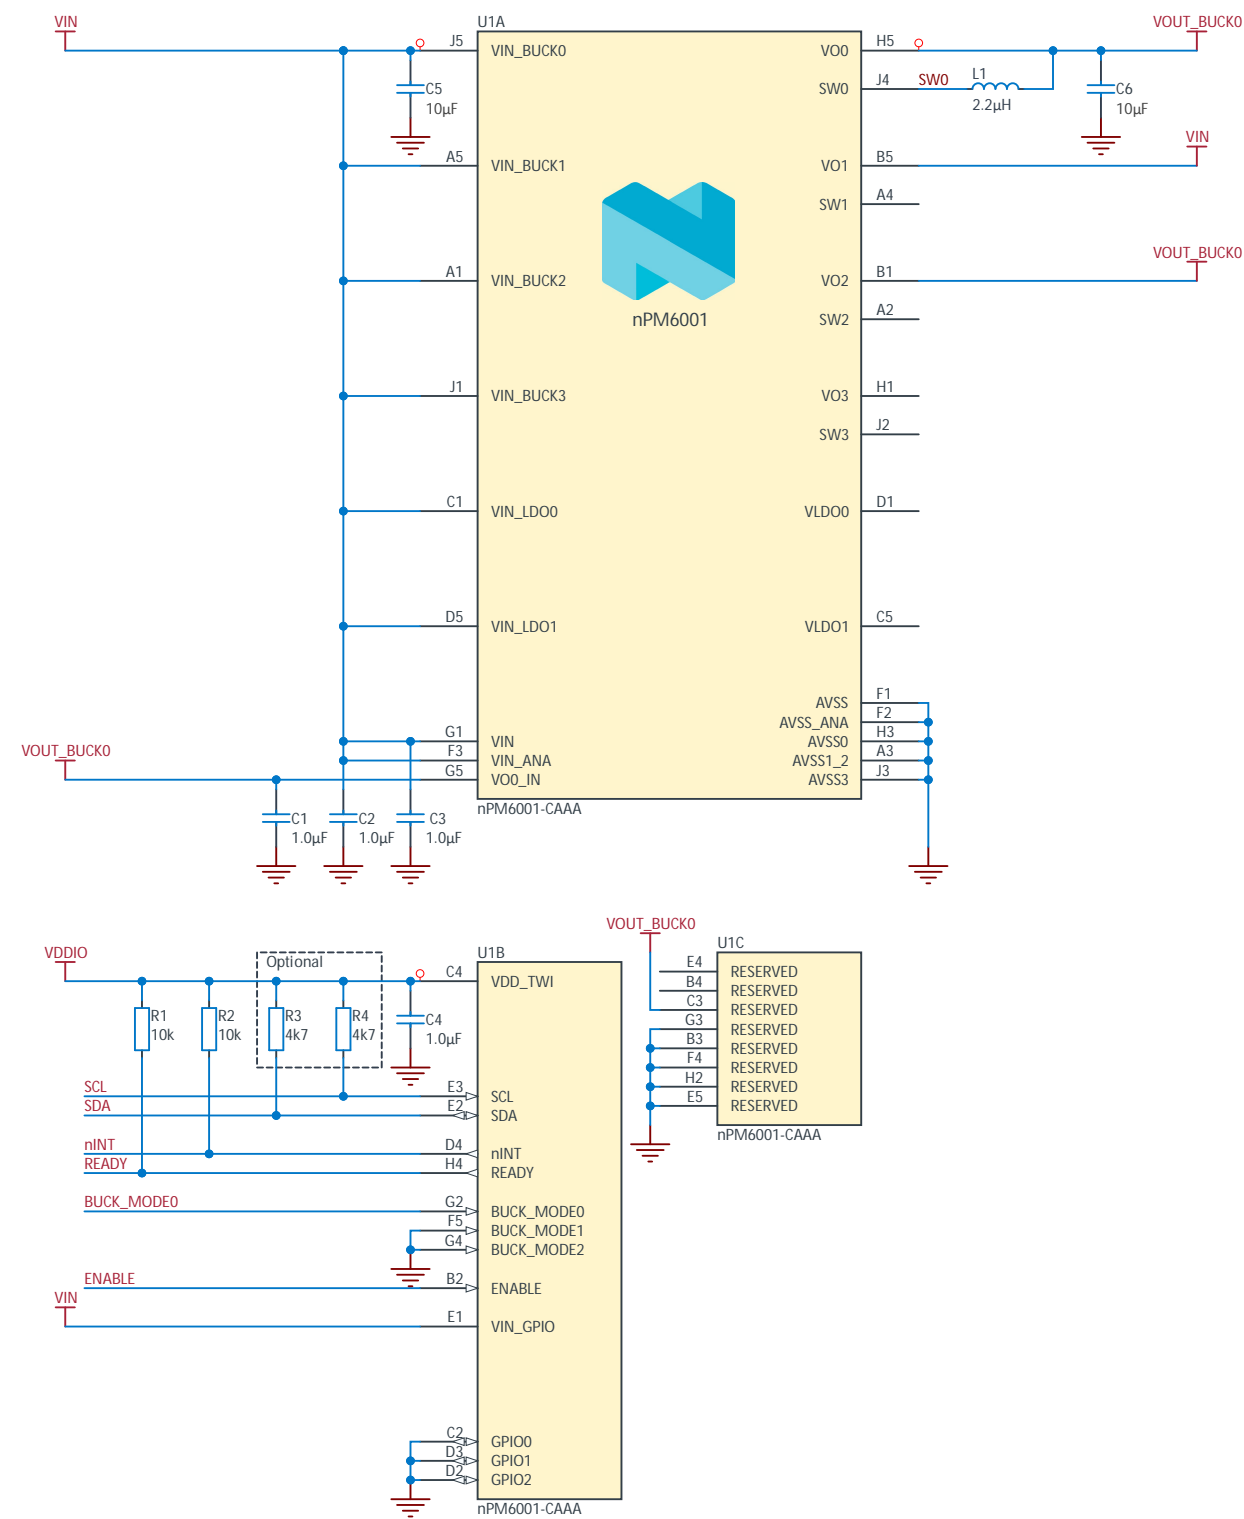 VIN
U1A
VOUT_BUCK0
J5 VIN_BUCK0 VO0 H5
C5
10µF
SW0 J4 SW0 L1
2.2µH
C6
10µF
VIN
A5 VIN_BUCK1 VO1 B5
SW1 A4
VOUT_BUCK0
A1 VIN_BUCK2 VO2 B1
nPM6001
SW2 A2
J1 VIN_BUCK3 VO3 H1
SW3 J2
C1 VIN_LDO0 VLDO0 D1
D5 VIN_LDO1 VLDO1 C5
AVSS F1
AVSS_ANA F2
G1 VIN AVSS0 H3
VOUT_BUCK0
F3 VIN_ANA AVSS1_2 A3
G5 VO0_IN AVSS3 J3
nPM6001-CAAA
C1 C2 C3
1.0µF 1.0µF 1.0µF
VOUT_BUCK0
VDDIO
U1B
U1C
Optional
C4 VDD_TWI
E4 RESERVED
B4 RESERVED
C3 RESERVED
G3 RESERVED
B3 RESERVED
F4 RESERVED
H2 RESERVED
E5 RESERVED
nPM6001-CAAA
R1 R2 R3 R4 C4
10k 10k 4k7 4k7 1.0µF
SCL E3 SCL
SDA E2 SDA
nINT D4 nINT
READY H4 READY
BUCK_MODE0 G2 BUCK_MODE0
F5 BUCK_MODE1
G4 BUCK_MODE2
ENABLE B2 ENABLE
VIN
E1 VIN_GPIO
C2 GPIO0
D3 GPIO1
D2 GPIO2
nPM6001-CAAA